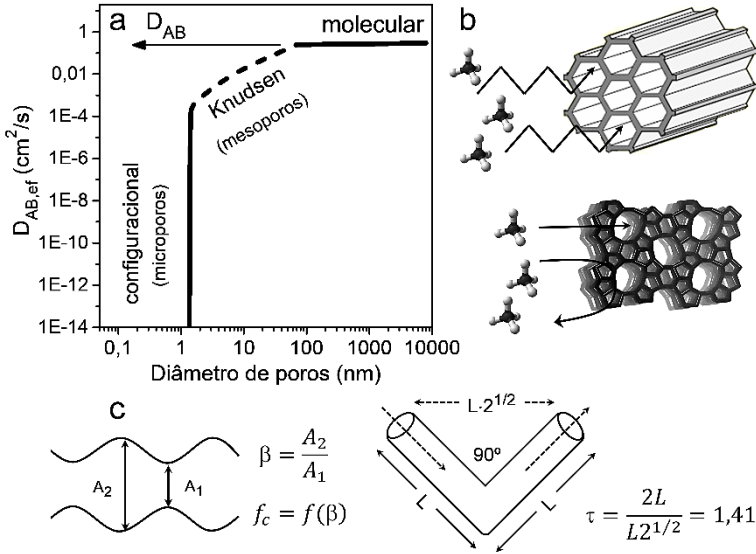 a
D_AB
molecular
1
0,01
1E-4
1E-6
1E-8
1E-10
1E-12
1E-14
D_AB,ef (cm²/s)
configuracional
(microporos)
Knudsen
(mesoporos)
0,1 1 10 100 1000 10000
Diâmetro de poros (nm)
b
c
A₂
A₁
β = A₂/A₁
f_c = f(β)
L·2^1/2
90º
L
L
τ = 2L/L2^1/2 = 1,41